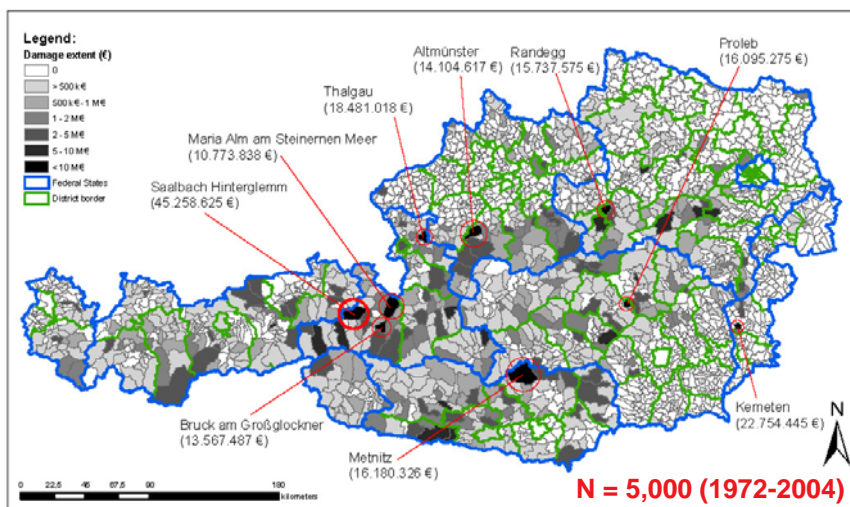 Legend:
Damage extent (€)
0
>500k€
500k€-1 M€
1 - 2 M€
2 - 5 M€
5 - 10 M€
<10 M€
Federal States
District border
Altmünster
(14.104.617 €)
Randegg
(15.737.575 €)
Proleb
(16.095.275 €)
Thalgau
(18.481.018 €)
Maria Alm am Steinernen Meer
(10.773.838 €)
Saalbach Hinterglemm
(45.258.625 €)
Bruck am Großglockner
(13.567.487 €)
Metnitz
(16.180.326 €)
Kemeten
(22.754.445 €)
N
0 22,5 45 67,5 90 180
kilometers
N = 5,000 (1972-2004)